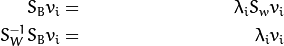 S_B v_i = λ_i S_w v_i
S_W^{-1} S_B v_i = λ_i v_i